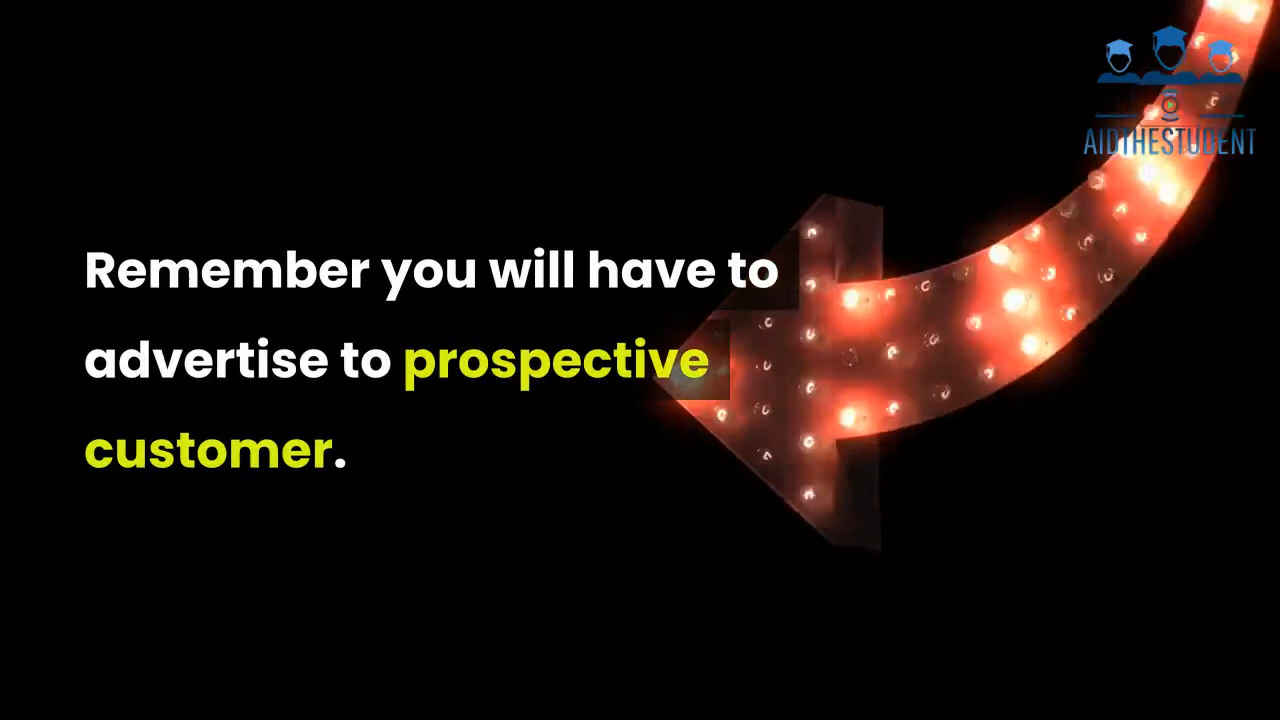 AIDTHESTUDENT
Remember you will have to
advertise to prospective
customer.